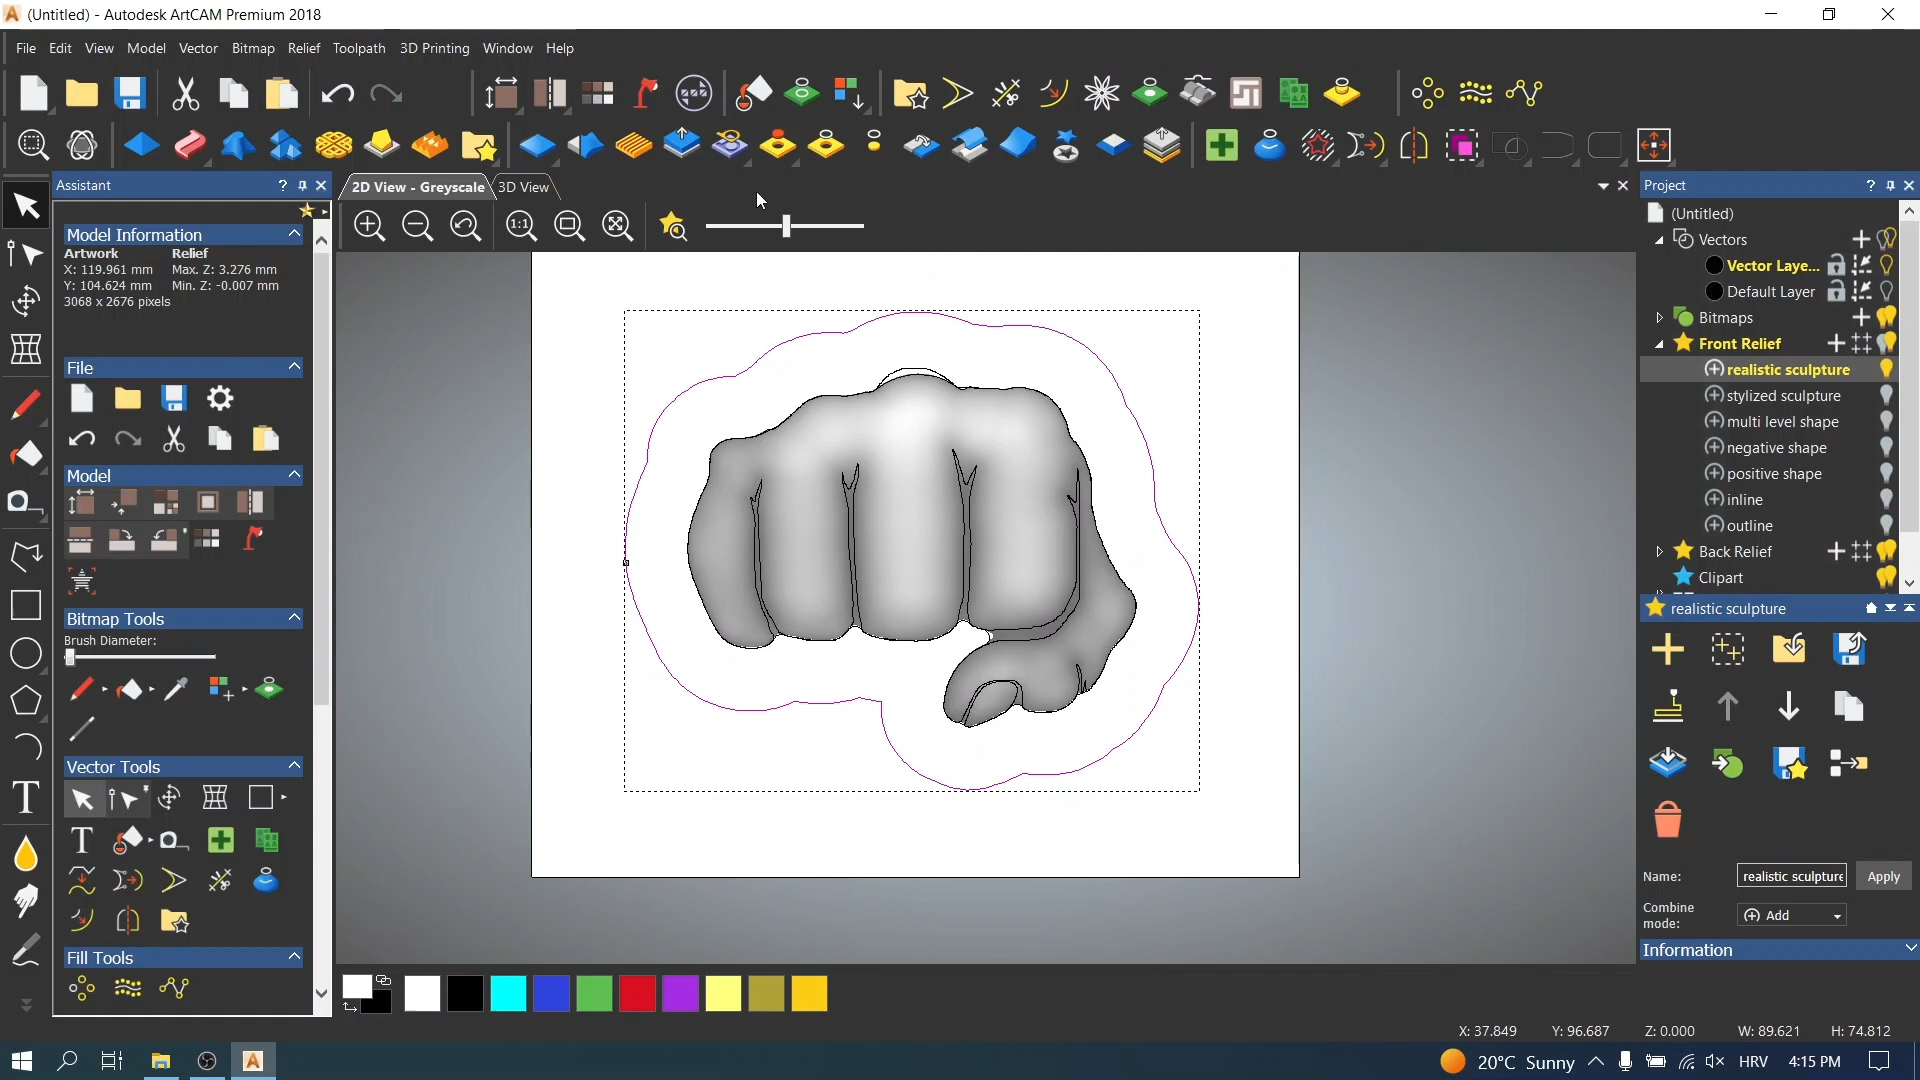 (Untitled) - Autodesk ArtCAM Premium 2018
File Edit View Model Vector Bitmap Relief Toolpath 3D Printing Window Help
Assistant
?
2D View - Greyscale
3D View
Project
?
Model Information
Artwork Relief
X: 119.961 mm Max. Z: 3.276 mm
Y: 104.624 mm Min. Z: -0.007 mm
3068 x 2676 pixels
File
Model
Bitmap Tools
Brush Diameter:
Vector Tools
T
Fill Tools
T
1:1
(Untitled)
Vectors
Vector Laye...
Default Layer
Bitmaps
Front Relief
realistic sculpture
stylized sculpture
multi level shape
negative shape
positive shape
inline
outline
Back Relief
Clipart
realistic sculpture
Name: realistic sculpture Apply
Combine
mode:
Add
Information
X: 37.849 Y: 96.687 Z: 0.000 W: 89.621 H: 74.812
20°C Sunny HRV 4:15 PM